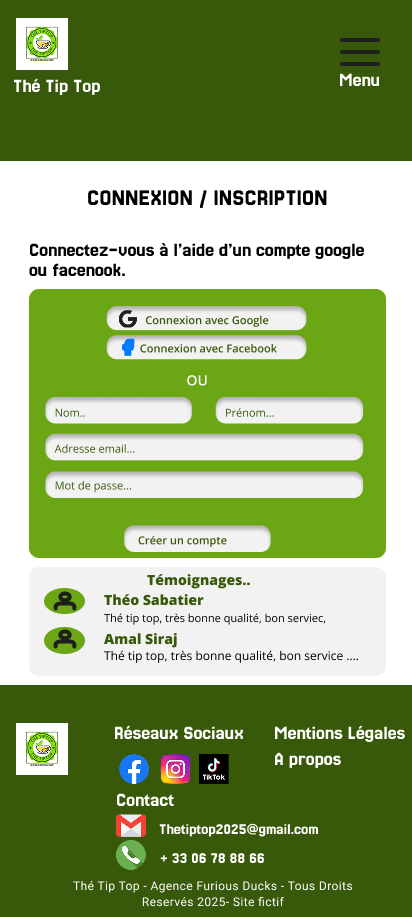 Thé Tip Top
Menu
CONNEXION / INSCRIPTION
Connectez-vous à l'aide d'un compte google
ou facenook.
Connexion avec Google
Connexion avec Facebook
OU
Nom..
Prénom...
Adresse email...
Mot de passe...
Créer un compte
Témoignages..
Théo Sabatier
Thé tip top, très bonne qualité, bon serviec,
Amal Siraj
Thé tip top, très bonne qualité, bon service ....
Réseaux Sociaux
Mentions Légales
A propos
TikTok
Contact
Thetiptop2025@gmail.com
+ 33 06 78 88 66
Thé Tip Top - Agence Furious Ducks - Tous Droits
Reservés 2025- Site fictif